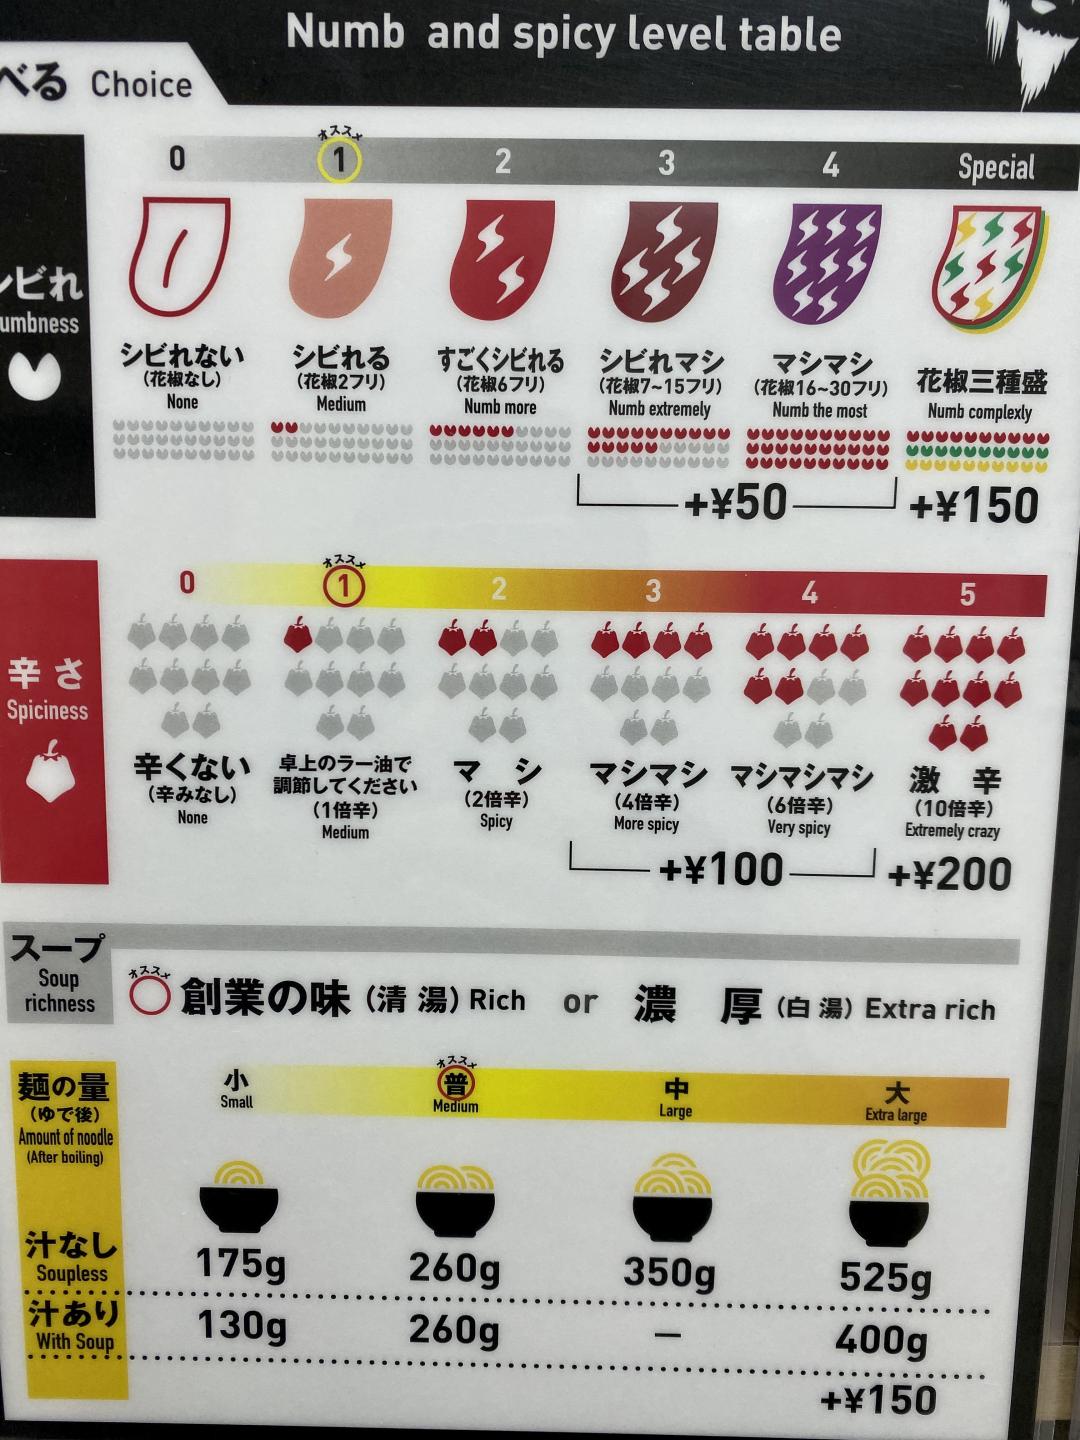 Numb and spicy level table
べる Choice
オススメ
0 1 2 3 4 Special
シビれ
umbness
シビれない シビれる すごくシビれる シビれマシ マシマシ 花椒三種盛
(花椒なし) (花椒2フリ) (花椒6フリ) (花椒7~15フリ) (花椒16~30フリ)
None Medium Numb more Numb extremely Numb the most Numb complexly
+¥50 +¥150
オススメ
0 1 2 3 4 5
辛さ
Spiciness
辛くない 卓上のラー油で マシ マシマシ マシマシマシ 激辛
(辛みなし) 調節してください (2倍辛) (4倍辛) (6倍辛) (10倍辛)
None (1倍辛) Spicy More spicy Very spicy Extremely crazy
Medium
+¥100 +¥200
スープ
Soup
richness
オススメ
創業の味 (清湯) Rich or 濃厚 (白湯) Extra rich
麺の量
(ゆで後)
Amount of noodle
(After boiling)
オススメ
小 普 中 大
Small Medium Large Extra large
汁なし
Soupless
175g 260g 350g 525g
汁あり
With Soup
130g 260g — 400g
+¥150